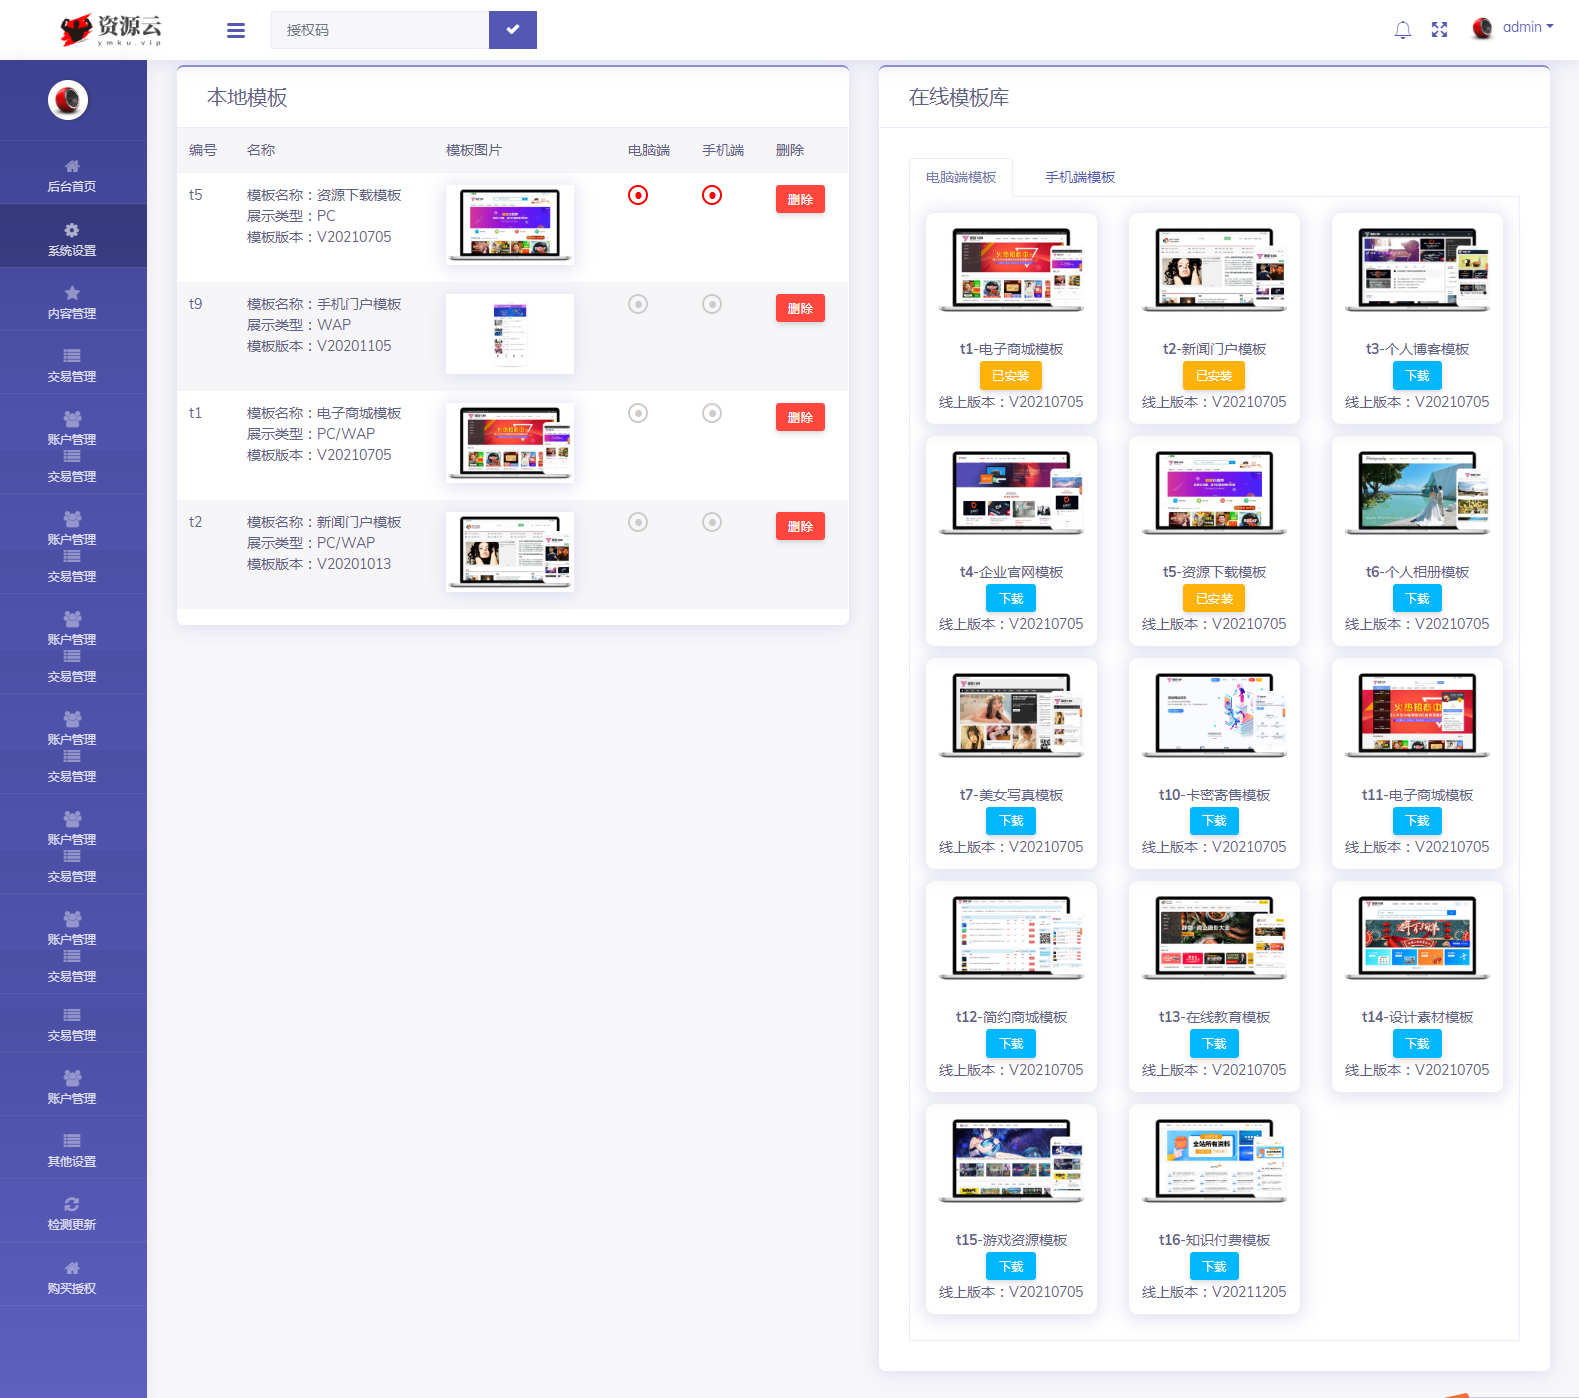 资源云
ymku.vip
授权码
admin
后台首页
系统设置
内容管理
交易管理
账户管理
交易管理
账户管理
交易管理
账户管理
交易管理
账户管理
交易管理
账户管理
交易管理
账户管理
交易管理
交易管理
账户管理
其他设置
检测更新
购买授权
本地模板
编号 名称 模板图片 电脑端 手机端 删除
t5 模板名称：资源下载模板 删除
展示类型：PC
模板版本：V20210705
t9 模板名称：手机门户模板 删除
展示类型：WAP
模板版本：V20201105
t1 模板名称：电子商城模板 删除
展示类型：PC/WAP
模板版本：V20210705
t2 模板名称：新闻门户模板 删除
展示类型：PC/WAP
模板版本：V20201013
在线模板库
电脑端模板 手机端模板
t1-电子商城模板 t2-新闻门户模板 t3-个人博客模板
已安装 已安装 下载
线上版本：V20210705 线上版本：V20210705 线上版本：V20210705
t4-企业官网模板 t5-资源下载模板 t6-个人相册模板
下载 已安装 下载
线上版本：V20210705 线上版本：V20210705 线上版本：V20210705
t7-美女写真模板 t10-卡密寄售模板 t11-电子商城模板
下载 下载 下载
线上版本：V20210705 线上版本：V20210705 线上版本：V20210705
t12-简约商城模板 t13-在线教育模板 t14-设计素材模板
下载 下载 下载
线上版本：V20210705 线上版本：V20210705 线上版本：V20210705
全站所有资料
t15-游戏资源模板 t16-知识付费模板
下载 下载
线上版本：V20210705 线上版本：V20211205